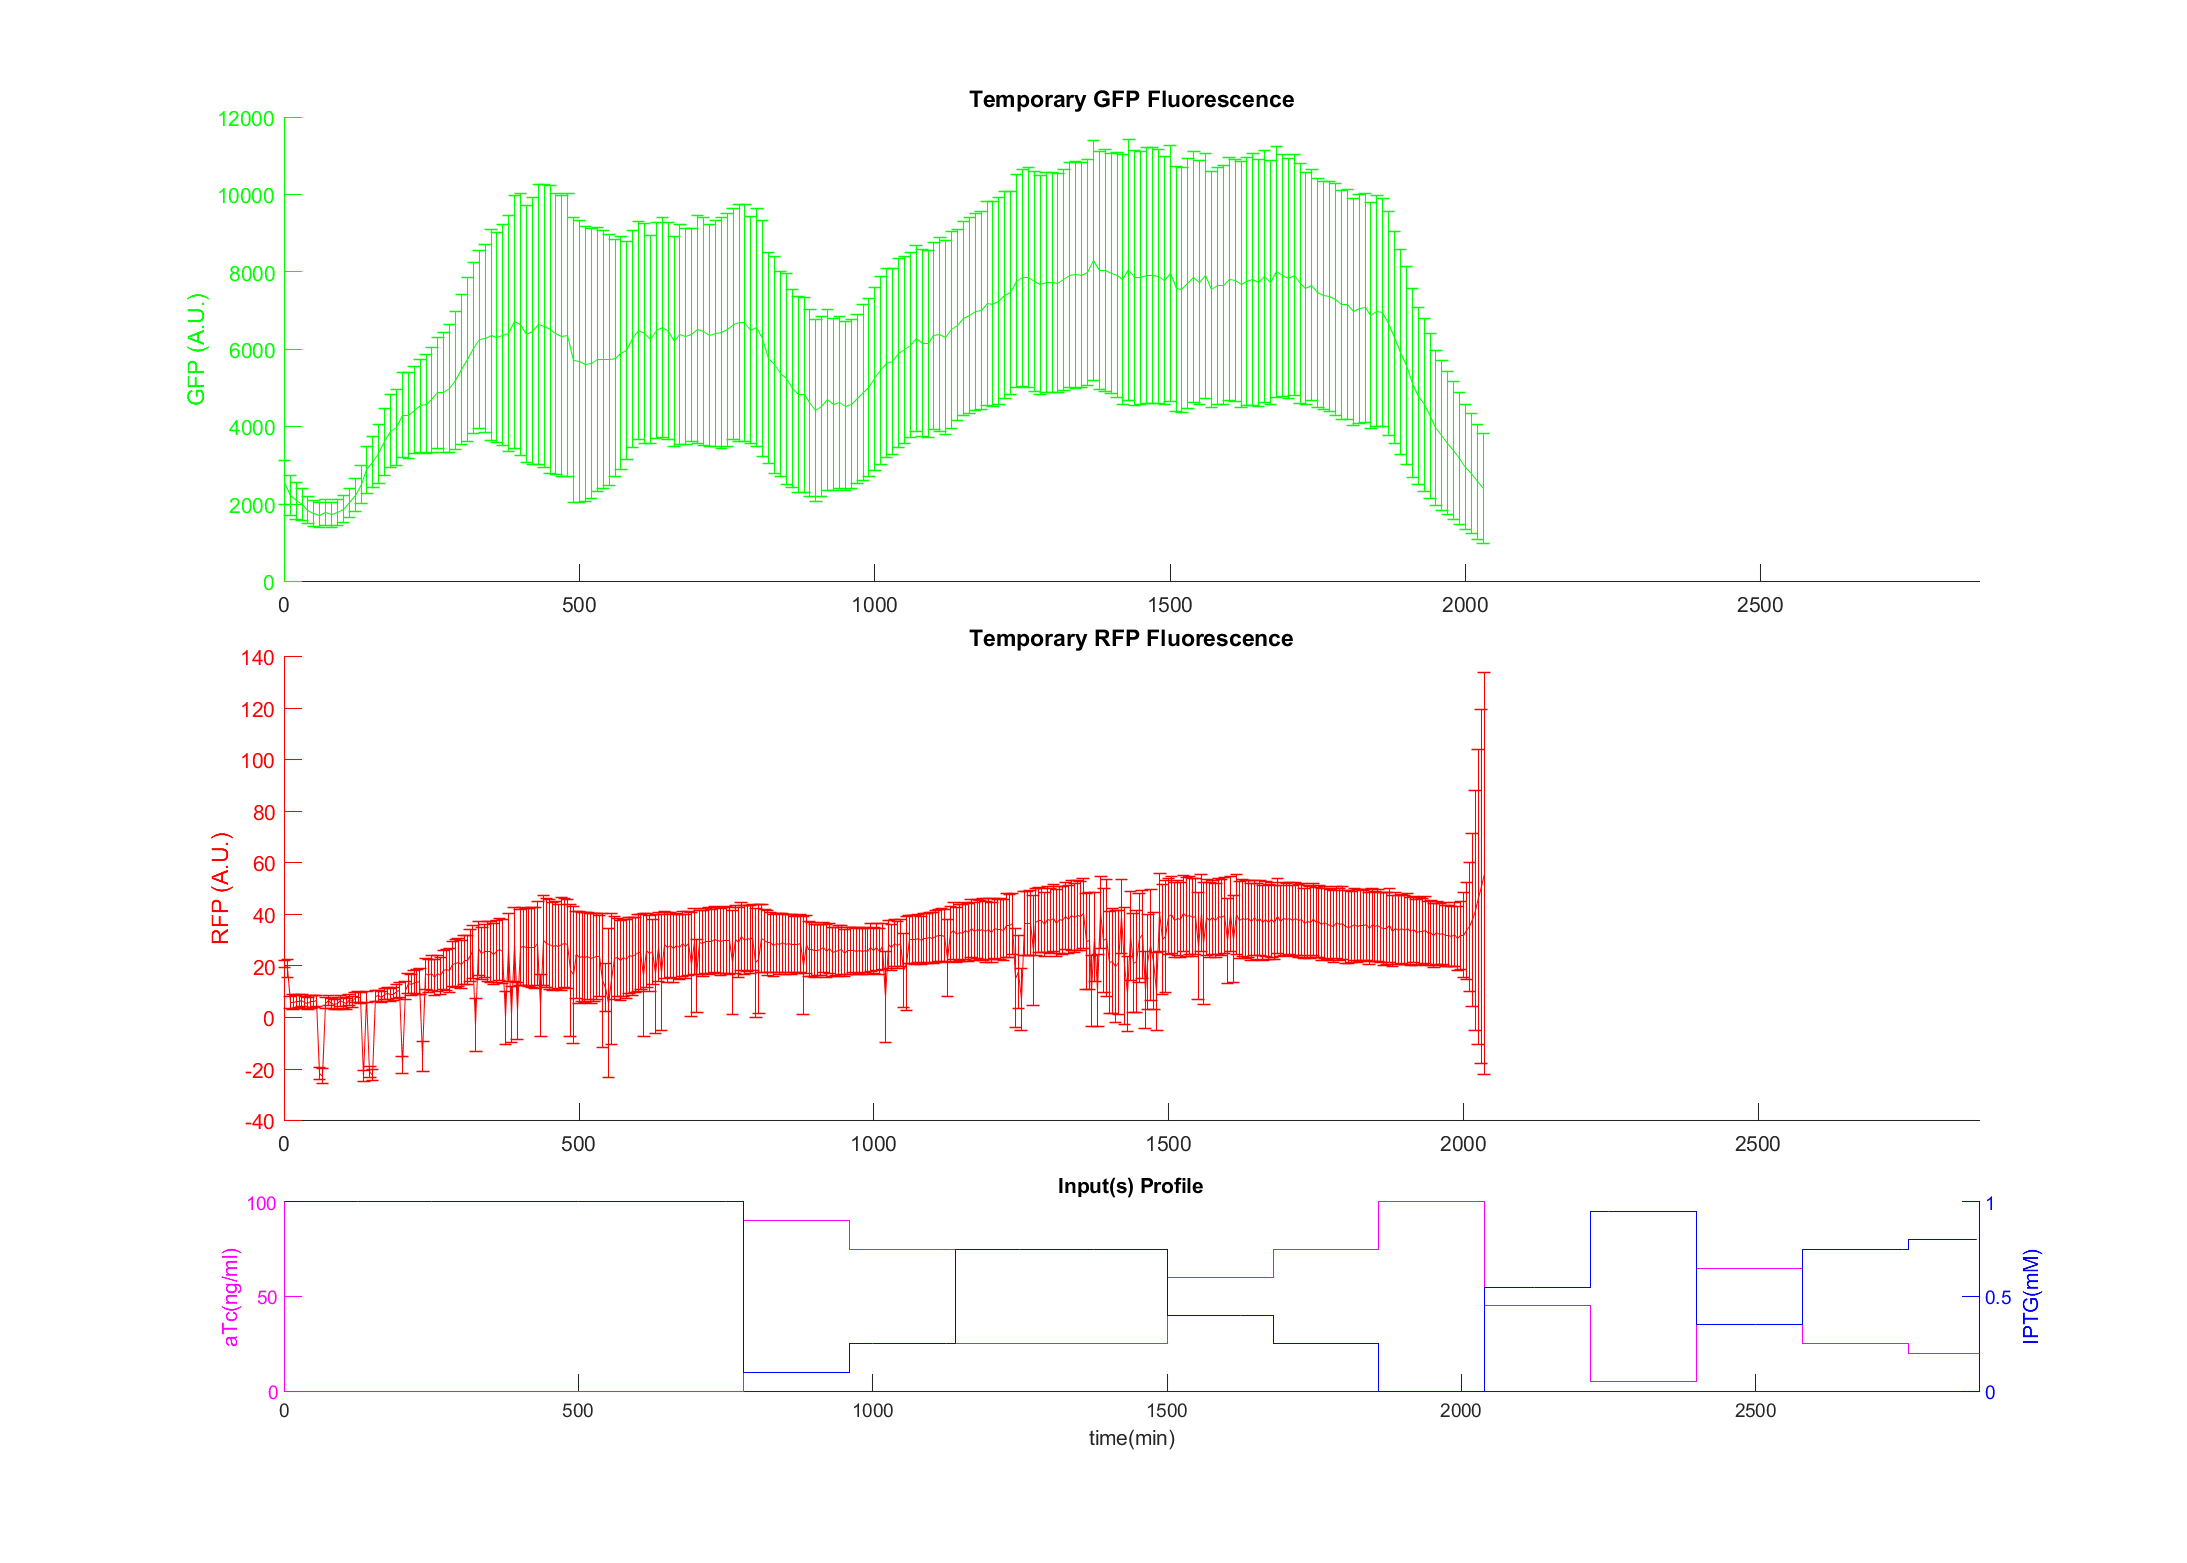 Temporary GFP Fluorescence
12000
10000
8000
6000
4000
2000
0
GFP (A.U.)
0 500 1000 1500 2000 2500
Temporary RFP Fluorescence
140
120
100
80
60
40
20
0
-20
-40
RFP (A.U.)
0 500 1000 1500 2000 2500
Input(s) Profile
100
50
0
aTc(ng/ml)
1
0.5
0
IPTG(mM)
0 500 1000 1500 2000 2500
time(min)